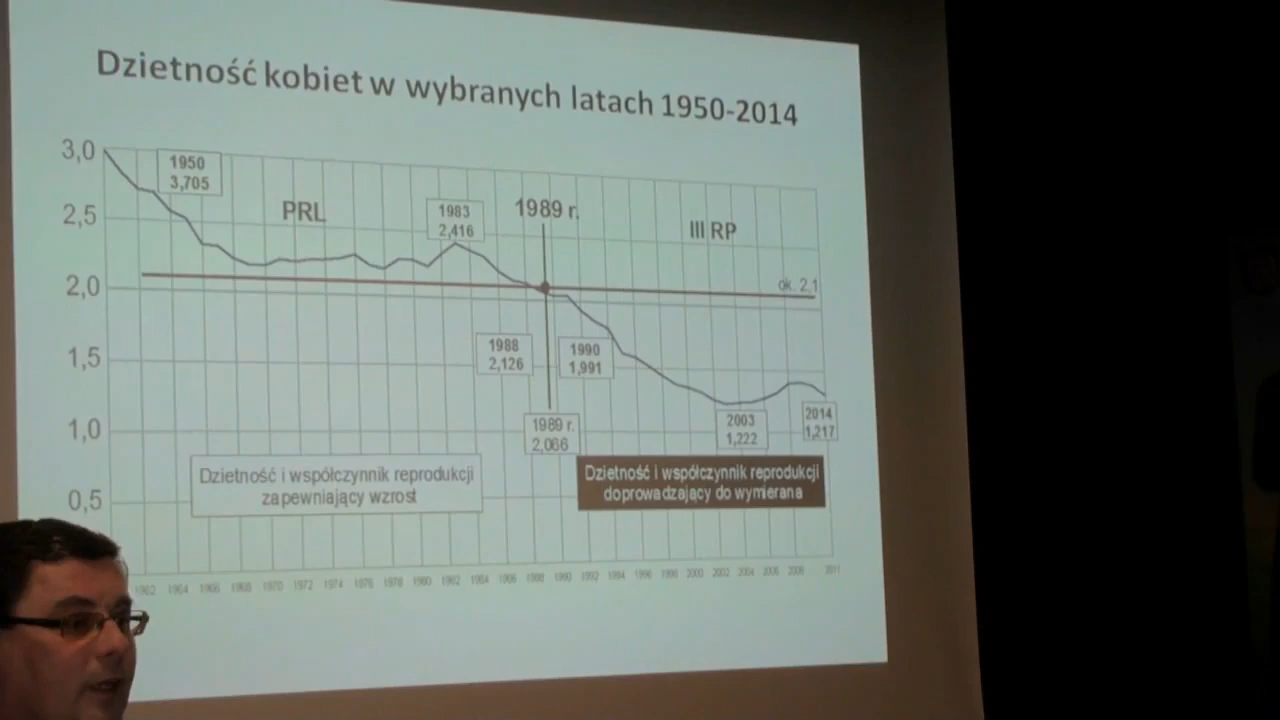 Dzietność kobiet w wybranych latach 1950-2014
3,0
2,5
2,0
1,5
1,0
0,5
1950
3,705
PRL
1983
2,416
1989 r.
III RP
ok. 2,1
1988
2,126
1990
1,991
1989 r.
2,066
2003
1,222
2014
1,217
Dzietność i współczynnik reprodukcji
zapewniający wzrost
Dzietność i współczynnik reprodukcji
doprowadzający do wymierana
1962 1964 1966 1968 1970 1972 1974 1976 1978 1980 1982 1984 1986 1988 1990 1992 1994 1996 1998 2000 2002 2004 2006 2008 2011